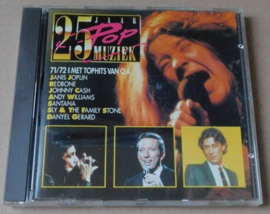 25 JAAR
POP
MUZIEK
71/72 | MET TOPHITS VAN O.A.
JANIS JOPLIN
REDBONE
JOHNNY CASH
ANDY WILLIAMS
SANTANA
SLY & THE FAMILY STONE
DANYEL GERARD